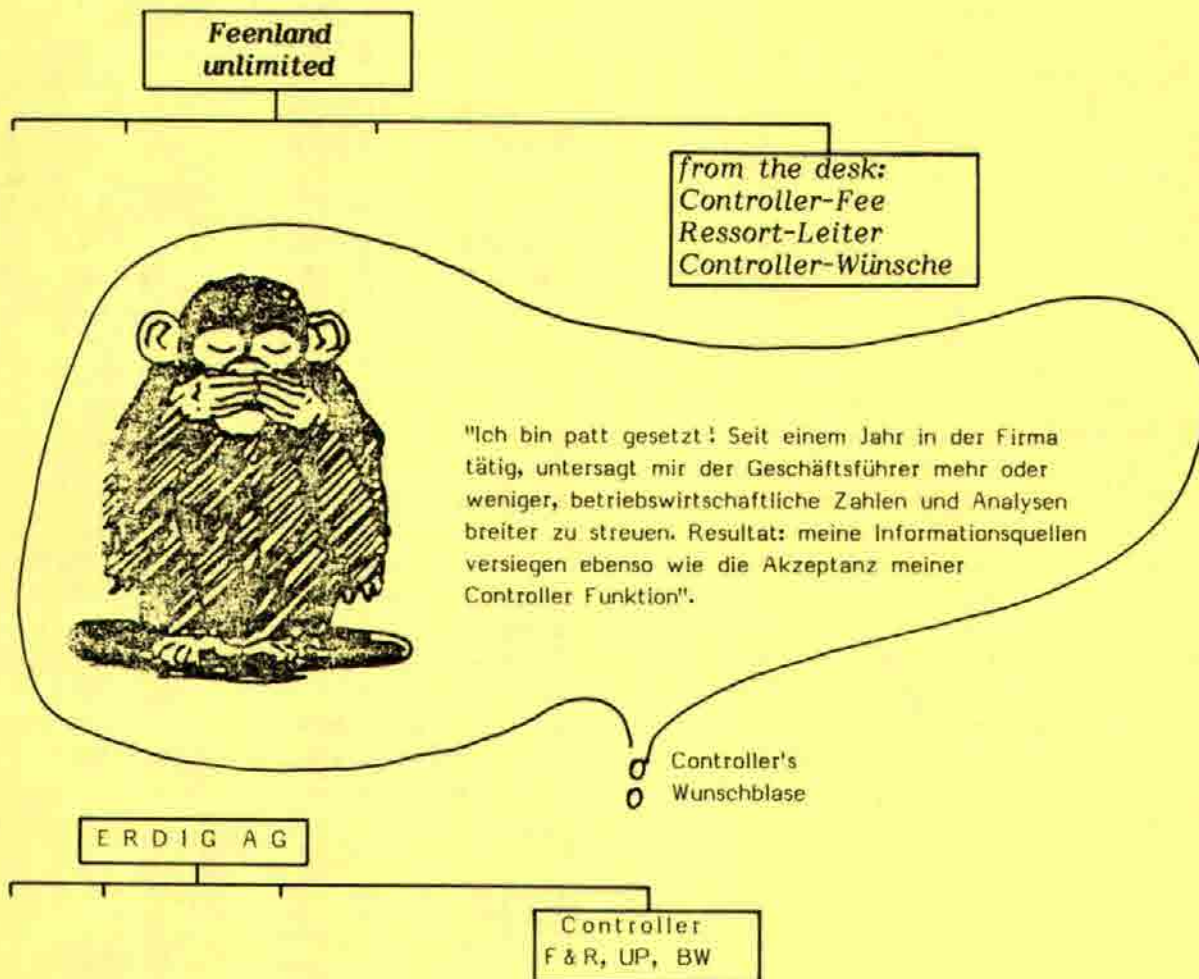 Feenland
unlimited
from the desk:
Controller-Fee
Ressort-Leiter
Controller-Wünsche
"Ich bin patt gesetzt! Seit einem Jahr in der Firma
tätig, untersagt mir der Geschäftsführer mehr oder
weniger, betriebswirtschaftliche Zahlen und Analysen
breiter zu streuen. Resultat: meine Informationsquellen
versiegen ebenso wie die Akzeptanz meiner
Controller Funktion".
Controller's
Wunschblase
ERDIG AG
Controller
F & R, UP, BW